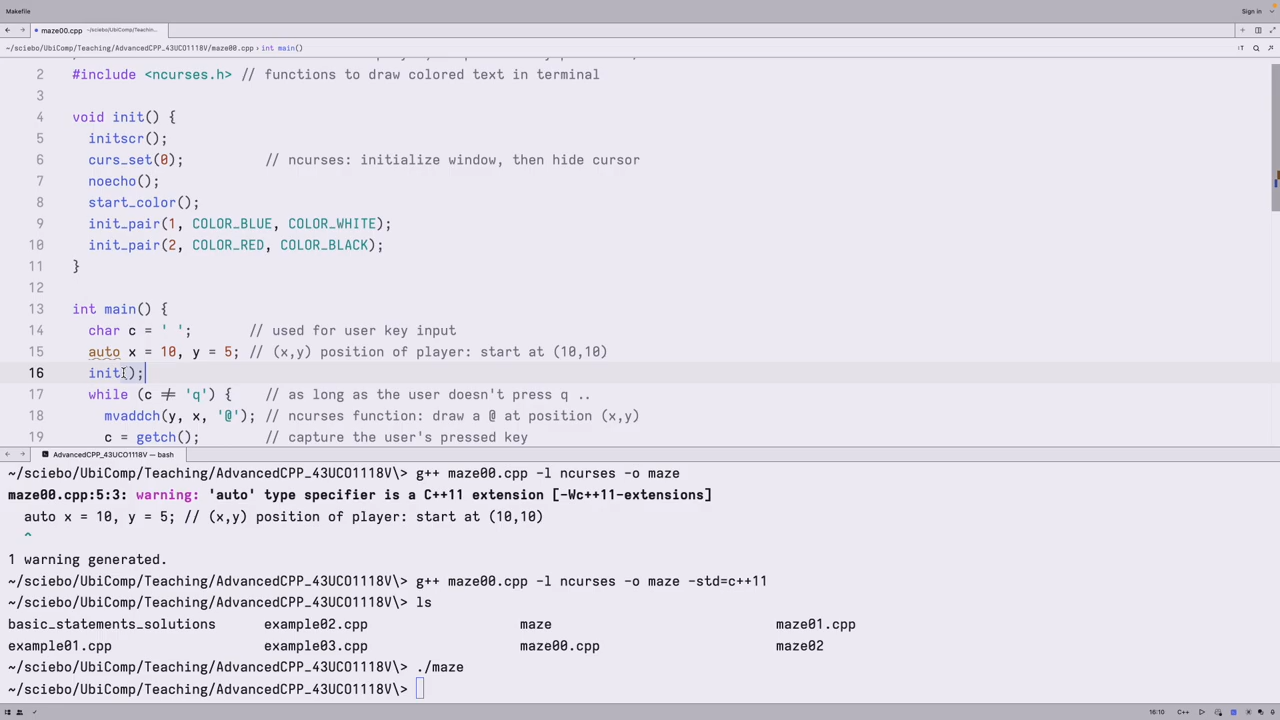 Makefile
Sign in
maze00.cpp ~/sciebo/UbiComp/Teaching/AdvancedCPP_43UCO1118V/m...
~/sciebo/UbiComp/Teaching/AdvancedCPP_43UCO1118V/maze00.cpp › int main()
2 #include <ncurses.h> // functions to draw colored text in terminal
3
4 void init() {
5 initscr();
6 curs_set(0); // ncurses: initialize window, then hide cursor
7 noecho();
8 start_color();
9 init_pair(1, COLOR_BLUE, COLOR_WHITE);
10 init_pair(2, COLOR_RED, COLOR_BLACK);
11 }
12
13 int main() {
14 char c = ' '; // used for user key input
15 auto x = 10, y = 5; // (x,y) position of player: start at (10,10)
16 init();
17 while (c ≠ 'q') { // as long as the user doesn't press q ..
18 mvaddch(y, x, '@'); // ncurses function: draw a @ at position (x,y)
19 c = getch(); // capture the user's pressed key
AdvancedCPP_43UCO1118V — bash
~/sciebo/UbiComp/Teaching/AdvancedCPP_43UCO1118V\> g++ maze00.cpp -l ncurses -o maze
maze00.cpp:5:3: warning: 'auto' type specifier is a C++11 extension [-Wc++11-extensions]
auto x = 10, y = 5; // (x,y) position of player: start at (10,10)
^
1 warning generated.
~/sciebo/UbiComp/Teaching/AdvancedCPP_43UCO1118V\> g++ maze00.cpp -l ncurses -o maze -std=c++11
~/sciebo/UbiComp/Teaching/AdvancedCPP_43UCO1118V\> ls
basic_statements_solutions example02.cpp maze maze01.cpp
example01.cpp example03.cpp maze00.cpp maze02
~/sciebo/UbiComp/Teaching/AdvancedCPP_43UCO1118V\> ./maze
~/sciebo/UbiComp/Teaching/AdvancedCPP_43UCO1118V\>
16:10 C++